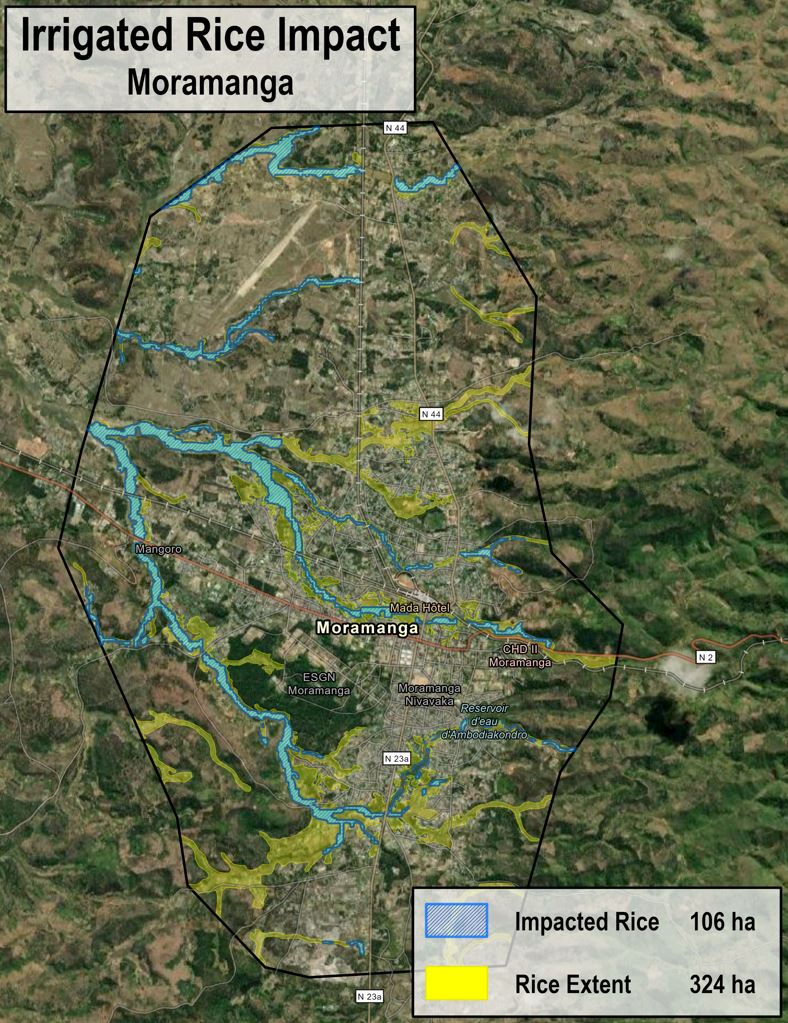 Irrigated Rice Impact
Moramanga
N 44
N 44
Mangoro
Mada Hôtel
Moramanga
CHD II
Moramanga
N 2
ESGN
Moramanga
Moramanga
Nivavaka
Reservoir
d'eau
d'Ambodiakondro
N 23a
Impacted Rice 106 ha
Rice Extent 324 ha
N 23a